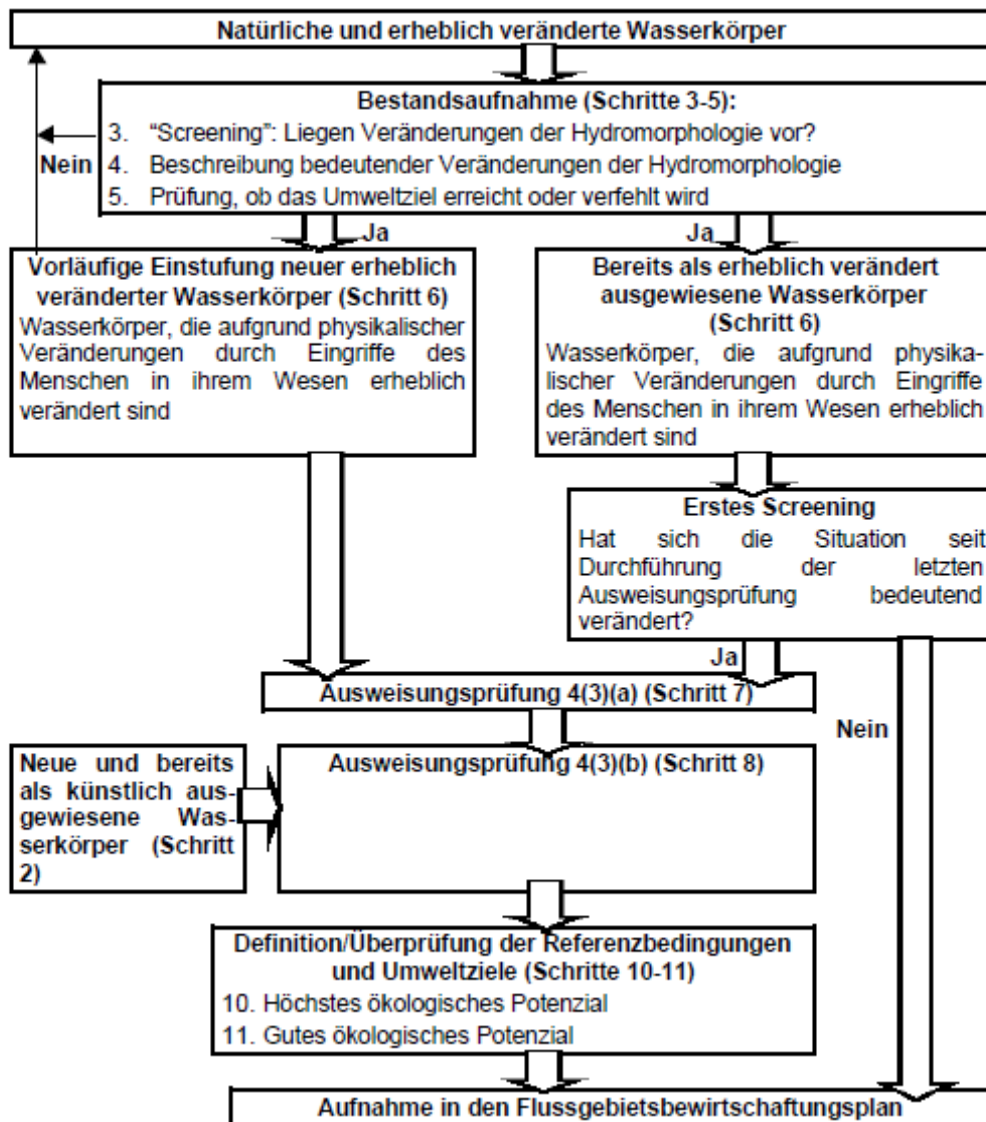 Natürliche und erheblich veränderte Wasserkörper
Bestandsaufnahme (Schritte 3-5):
3. "Screening": Liegen Veränderungen der Hydromorphologie vor?
Nein
4. Beschreibung bedeutender Veränderungen der Hydromorphologie
5. Prüfung, ob das Umweltziel erreicht oder verfehlt wird
Ja
Ja
Vorläufige Einstufung neuer erheblich
veränderter Wasserkörper (Schritt 6)
Wasserkörper, die aufgrund physikalischer
Veränderungen durch Eingriffe des
Menschen in ihrem Wesen erheblich
verändert sind
Bereits als erheblich verändert
ausgewiesene Wasserkörper
(Schritt 6)
Wasserkörper, die aufgrund physika-
lischer Veränderungen durch Eingriffe
des Menschen in ihrem Wesen erheblich
verändert sind
Erstes Screening
Hat sich die Situation seit
Durchführung der letzten
Ausweisungsprüfung bedeutend
verändert?
Ja
Ausweisungsprüfung 4(3)(a) (Schritt 7)
Nein
Neue und bereits
als künstlich aus-
gewiesene Was-
serkörper (Schritt
2)
Ausweisungsprüfung 4(3)(b) (Schritt 8)
Definition/Überprüfung der Referenzbedingungen
und Umweltziele (Schritte 10-11)
10. Höchstes ökologisches Potenzial
11. Gutes ökologisches Potenzial
Aufnahme in den Flussgebietsbewirtschaftungsplan